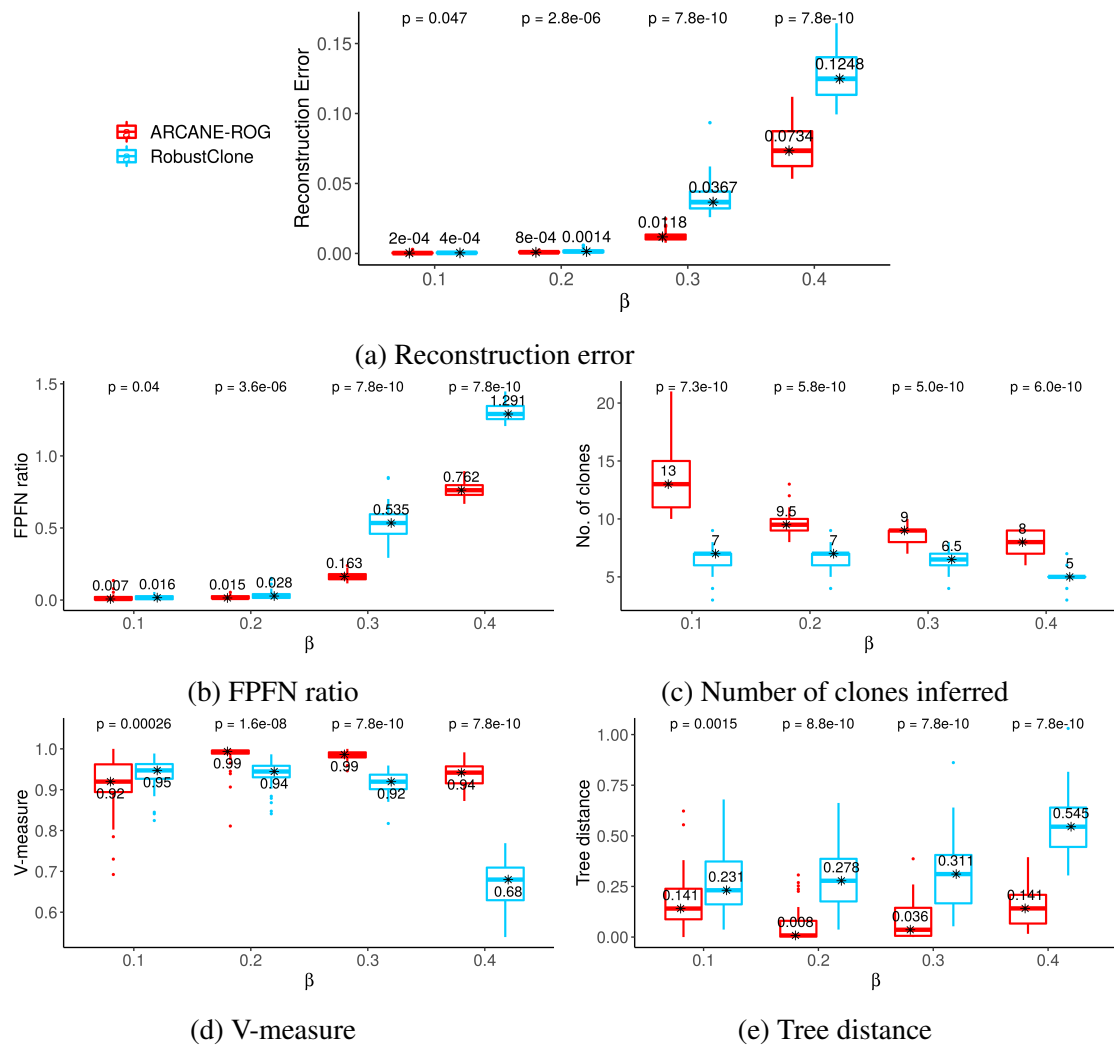 p = 0.047 p = 2.8e-06 p = 7.8e-10 p = 7.8e-10
Reconstruction Error
0.15
0.10
0.05
0.00
a ARCANE-ROG
a RobustClone
2e-04 4e-04 8e-04 0.0014 0.0118 0.0367 0.0734 0.1248
0.1 0.2 0.3 0.4
β
(a) Reconstruction error
p = 0.04 p = 3.6e-06 p = 7.8e-10 p = 7.8e-10
FPFN ratio
1.5
1.0
0.5
0.0
0.007 0.016 0.015 0.028 0.163 0.535 0.762 1.291
0.1 0.2 0.3 0.4
β
(b) FPFN ratio
p = 7.3e-10 p = 5.8e-10 p = 5.0e-10 p = 6.0e-10
No. of clones
20
15
10
5
13 7 9.5 7 9 6.5 8 5
0.1 0.2 0.3 0.4
β
(c) Number of clones inferred
p = 0.00026 p = 1.6e-08 p = 7.8e-10 p = 7.8e-10
V-measure
1.0
0.9
0.8
0.7
0.6
0.92 0.95 0.99 0.94 0.99 0.92 0.94 0.68
0.1 0.2 0.3 0.4
β
(d) V-measure
p = 0.0015 p = 8.8e-10 p = 7.8e-10 p = 7.8e-10
Tree distance
1.00
0.75
0.50
0.25
0.00
0.141 0.231 0.008 0.278 0.036 0.311 0.141 0.545
0.1 0.2 0.3 0.4
β
(e) Tree distance